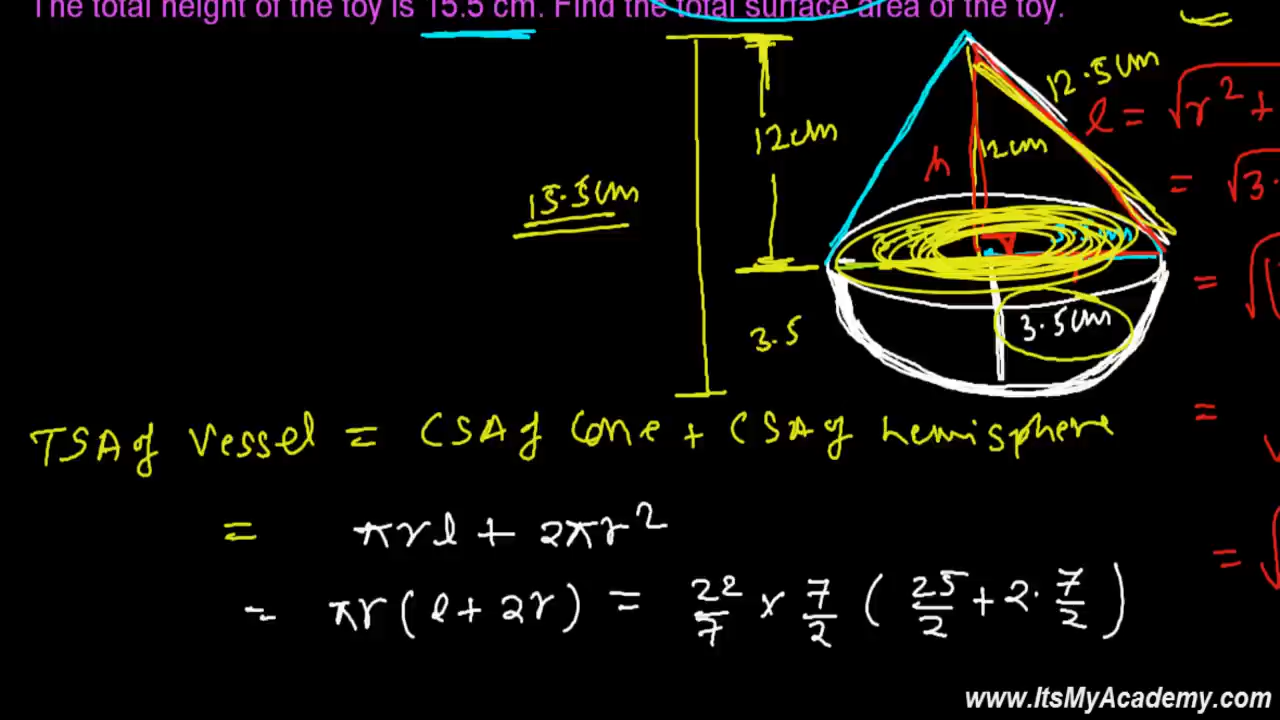 The total height of the toy is 15.5 cm. Find the total surface area of the toy.
12.5cm
l = √r² +
12cm
12cm
h
= √3.
15.5cm
r
=
3.5cm
3.5
=
TSA of Vessel = CSA of Cone + CSA of hemisphere
= πrl + 2πr²
= √
= πr(l + 2r) = 22/7 × 7/2 ( 25/2 + 2. 7/2 )
www.ItsMyAcademy.com